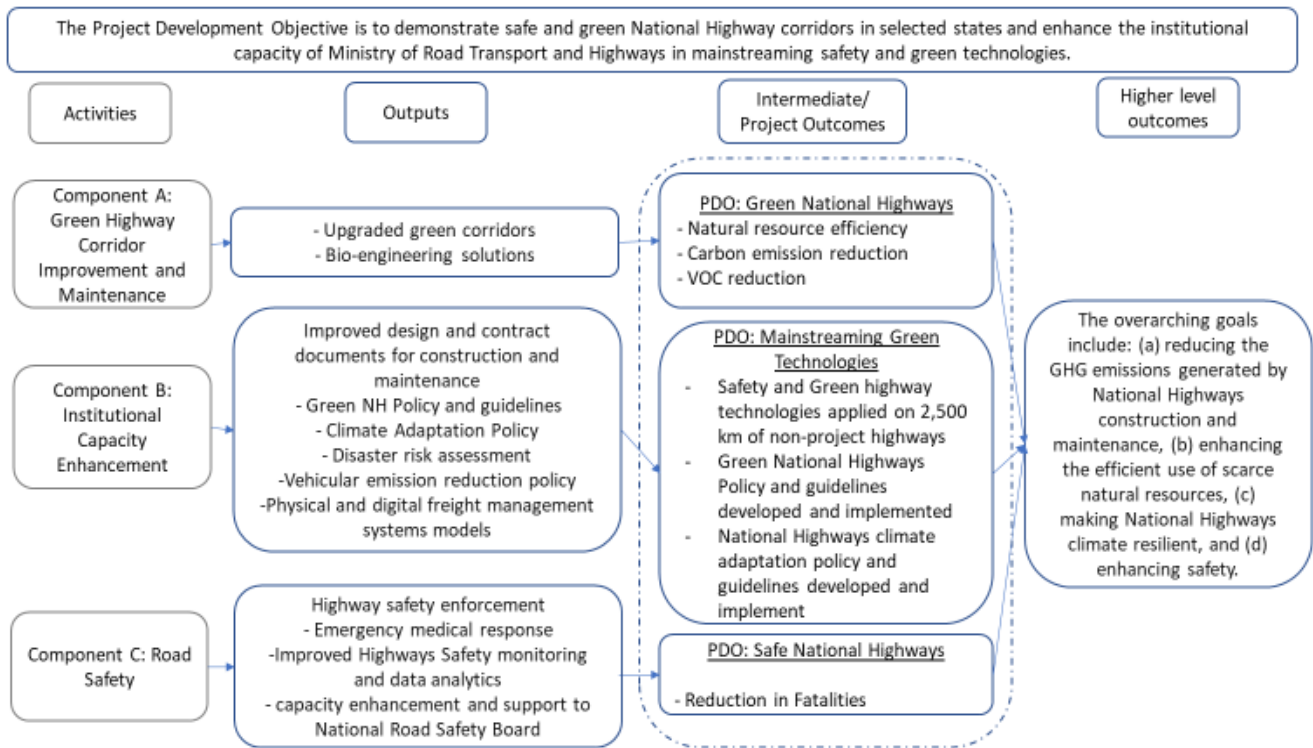 The Project Development Objective is to demonstrate safe and green National Highway corridors in selected states and enhance the institutional
capacity of Ministry of Road Transport and Highways in mainstreaming safety and green technologies.
Activities
Outputs
Intermediate/
Project Outcomes
Higher level
outcomes
Component A:
Green Highway
Corridor
Improvement and
Maintenance
- Upgraded green corridors
- Bio-engineering solutions
PDO: Green National Highways
- Natural resource efficiency
- Carbon emission reduction
- VOC reduction
Component B:
Institutional
Capacity
Enhancement
Improved design and contract
documents for construction and
maintenance
- Green NH Policy and guidelines
- Climate Adaptation Policy
- Disaster risk assessment
-Vehicular emission reduction policy
-Physical and digital freight management
systems models
PDO: Mainstreaming Green
Technologies
- Safety and Green highway
technologies applied on 2,500
km of non-project highways
- Green National Highways
Policy and guidelines
developed and implemented
- National Highways climate
adaptation policy and
guidelines developed and
implement
The overarching goals
include: (a) reducing the
GHG emissions generated by
National Highways
construction and
maintenance, (b) enhancing
the efficient use of scarce
natural resources, (c)
making National Highways
climate resilient, and (d)
enhancing safety.
Component C: Road
Safety
Highway safety enforcement
- Emergency medical response
-Improved Highways Safety monitoring
and data analytics
- capacity enhancement and support to
National Road Safety Board
PDO: Safe National Highways
- Reduction in Fatalities